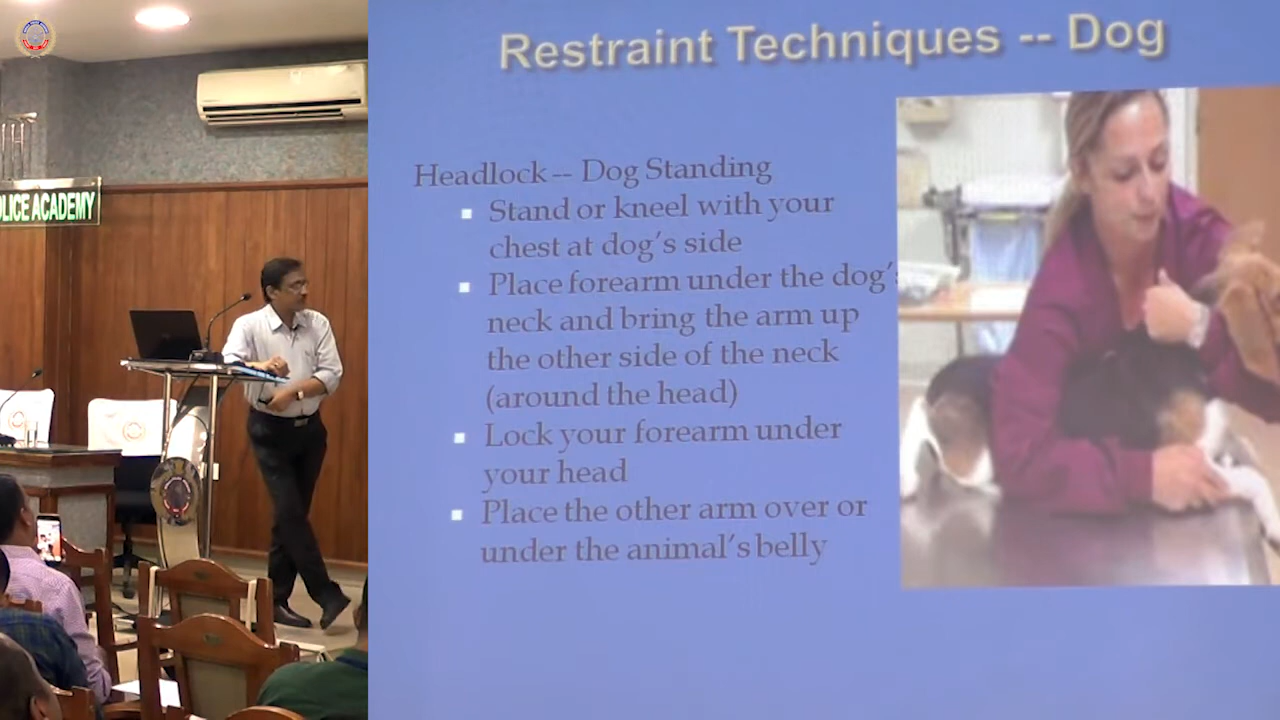 OLICE ACADEMY
Restraint Techniques -- Dog
Headlock -- Dog Standing
▪ Stand or kneel with your
chest at dog's side
▪ Place forearm under the dog's
neck and bring the arm up
the other side of the neck
(around the head)
▪ Lock your forearm under
your head
▪ Place the other arm over or
under the animal's belly